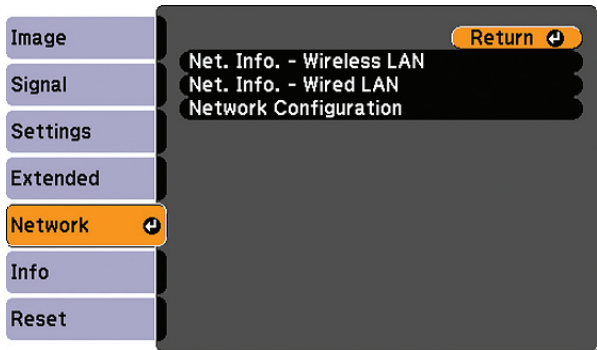 Image
Signal
Settings
Extended
Network
Info
Reset
Return
Net. Info. - Wireless LAN
Net. Info. - Wired LAN
Network Configuration